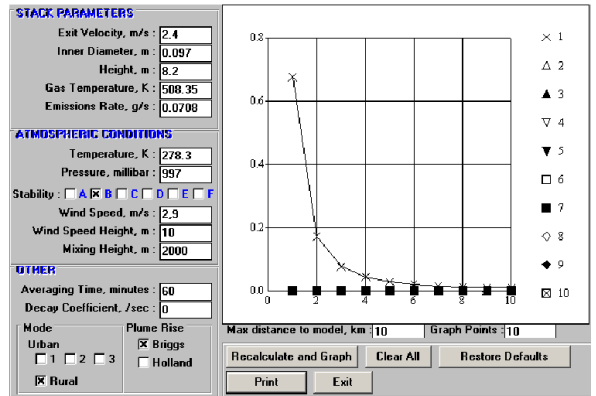 STACK PARAMETERS
Exit Velocity, m/s : 2.4
Inner Diameter, m : 0.097
Height, m : 8.2
Gas Temperature, K : 508.35
Emissions Rate, g/s : 0.0708
ATMOSPHERIC CONDITIONS
Temperature, K : 278.3
Pressure, millibar : 997
Stability : A B C D E F
Wind Speed, m/s : 2,9
Wind Speed Height, m : 10
Mixing Height, m : 2000
OTHER
Averaging Time, minutes : 60
Decay Coefficient, /sec : 0
Mode
Urban
1 2 3
Rural
Plume Rise
Briggs
Holland
0.8
0.6
0.4
0.2
0.0
0 2 4 6 8 10
1
2
3
4
5
6
7
8
9
10
Max distance to model, km : 10 Graph Points : 10
Recalculate and Graph Clear All Restore Defaults
Print Exit